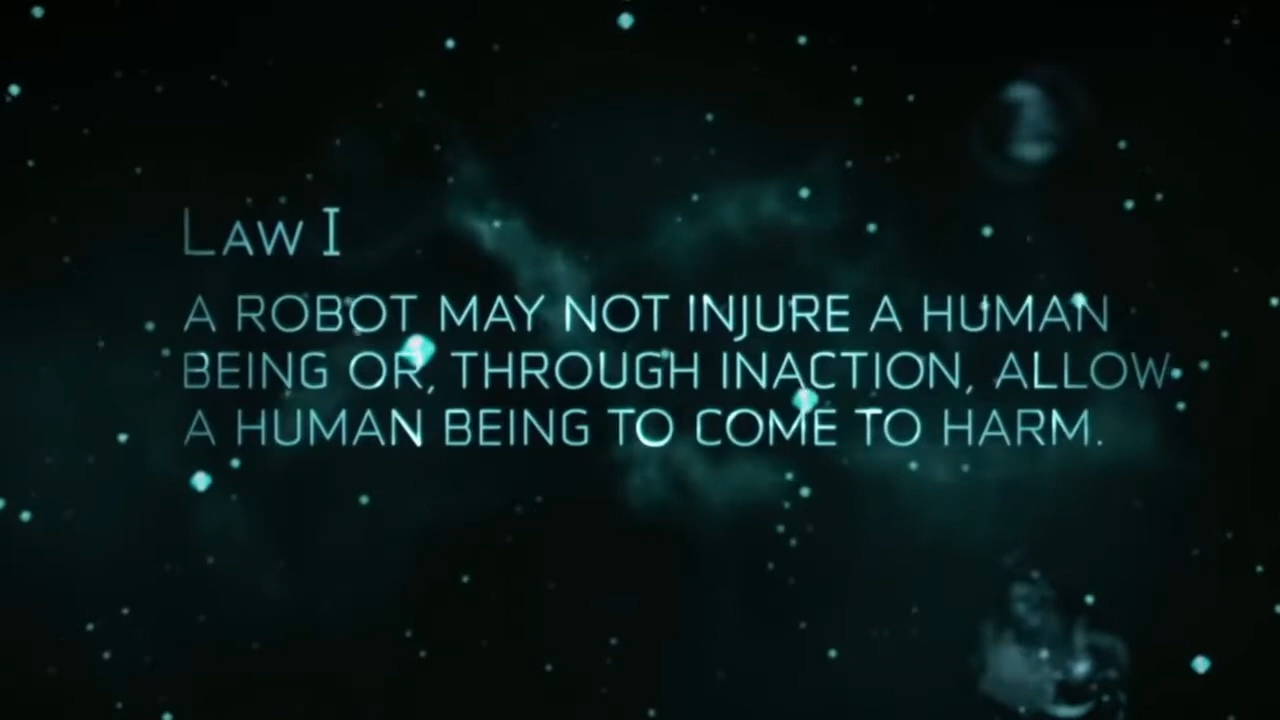 Law I
A ROBOT MAY NOT INJURE A HUMAN
BEING OR, THROUGH INACTION, ALLOW
A HUMAN BEING TO COME TO HARM.